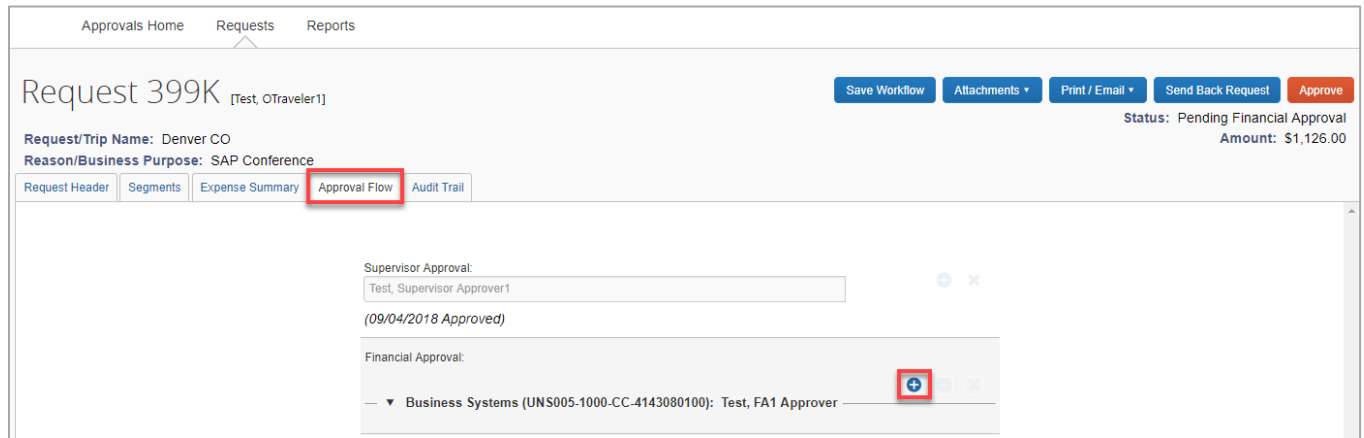 Approvals Home Requests Reports
Request 399K [Test, OTraveler1]
Save Workflow Attachments Print / Email Send Back Request Approve
Status: Pending Financial Approval
Request/Trip Name: Denver CO
Amount: $1,126.00
Reason/Business Purpose: SAP Conference
Request Header Segments Expense Summary Approval Flow Audit Trail
Supervisor Approval:
Test, Supervisor Approver1
(09/04/2018 Approved)
Financial Approval:
Business Systems (UNS005-1000-CC-4143080100): Test, FA1 Approver